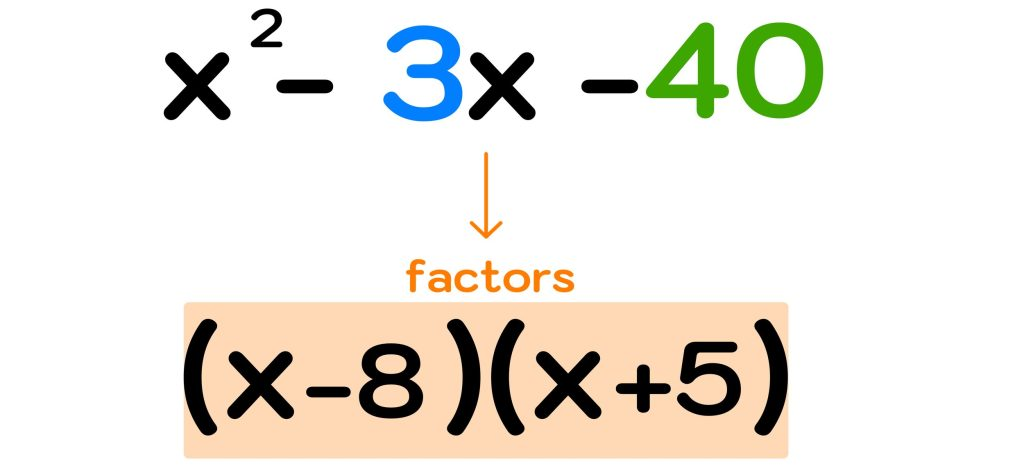 x² - 3x - 40
factors
(x-8)(x+5)